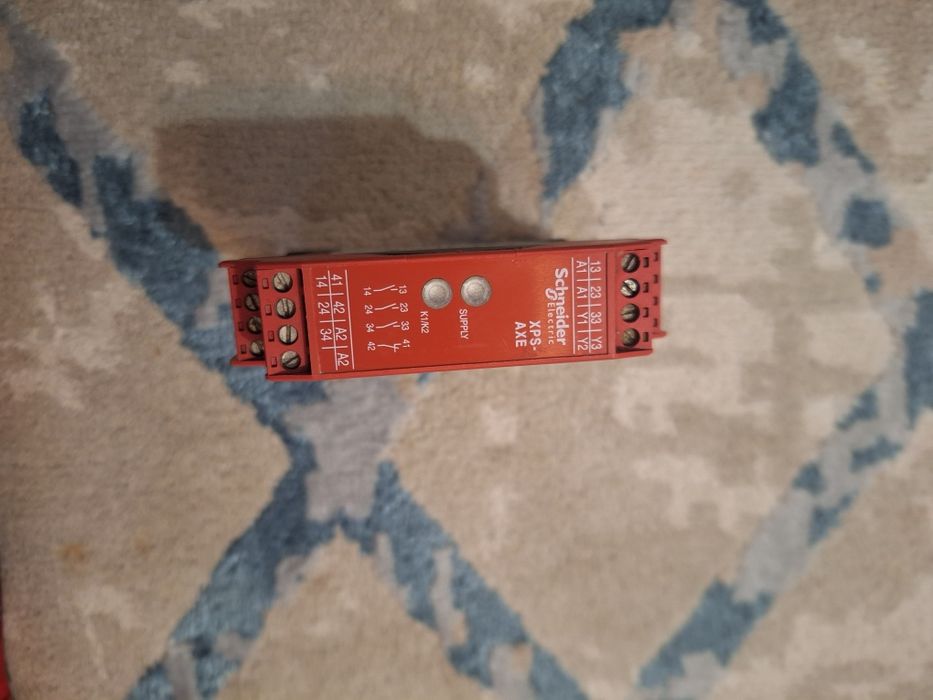 13 | 23 | 33 | Y3
A1 | A1 | Y1 | Y2
Schneider
Electric
XPS-
AXE
SUPPLY
K1/K2
13 23 33 41
14 24 34 42
41 | 42 | A2 | A2
14 | 24 | 34 |